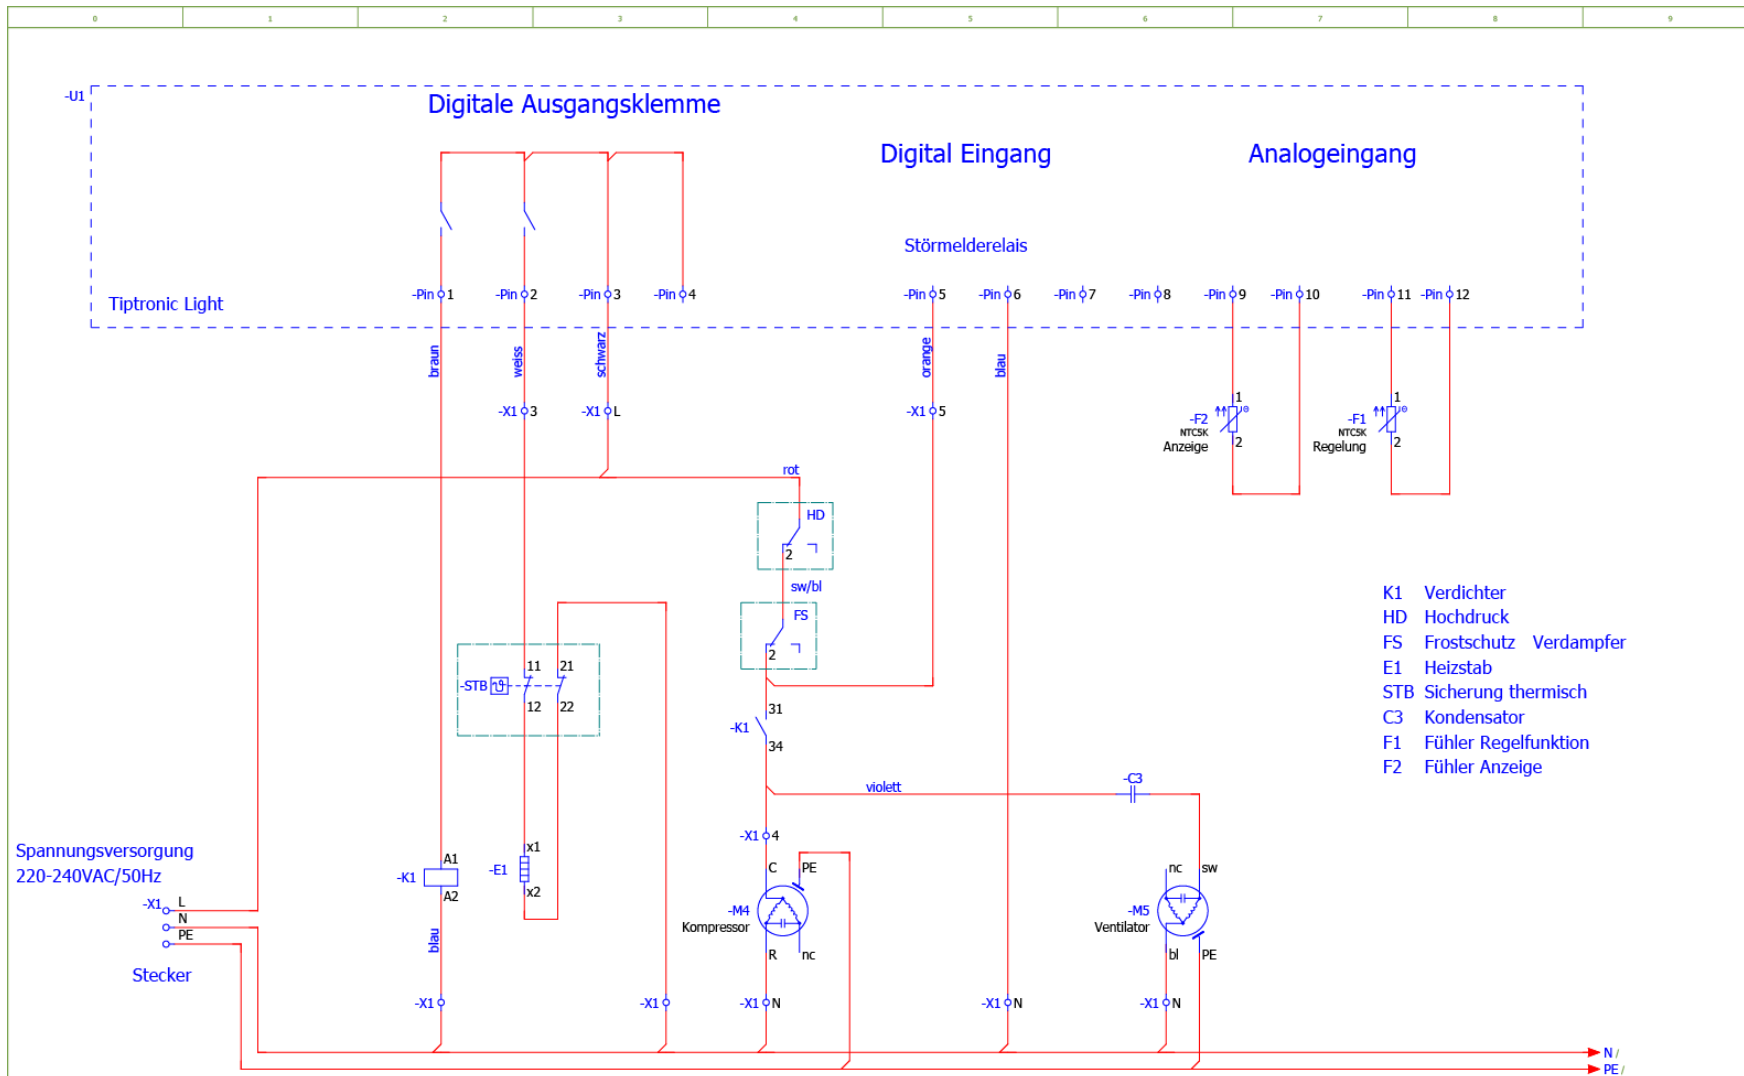 0 1 2 3 4 5 6 7 8 9
-U1
Digitale Ausgangsklemme
Digital Eingang
Analogeingang
Störmelderelais
Tiptronic Light
-Pin 1
-Pin 2
-Pin 3
-Pin 4
-Pin 5
-Pin 6
-Pin 7
-Pin 8
-Pin 9
-Pin 10
-Pin 11
-Pin 12
braun
weiss
schwarz
orange
blau
-X1 3
-X1 L
-X1 5
1
-F2
NTC5K
Anzeige
2
1
-F1
NTC5K
Regelung
2
rot
HD
2
sw/bl
FS
2
-STB
11
21
12
22
31
-K1
34
violett
-C3
-X1 4
K1 Verdichter
HD Hochdruck
FS Frostschutz Verdampfer
E1 Heizstab
STB Sicherung thermisch
C3 Kondensator
F1 Fühler Regelfunktion
F2 Fühler Anzeige
Spannungsversorgung
220-240VAC/50Hz
-X1
L
N
PE
Stecker
A1
-K1
A2
blau
x1
-E1
x2
C
PE
-M4
Kompressor
R
nc
nc
sw
-M5
Ventilator
bl
PE
-X1
-X1
-X1 N
-X1 N
-X1 N
N /
PE /